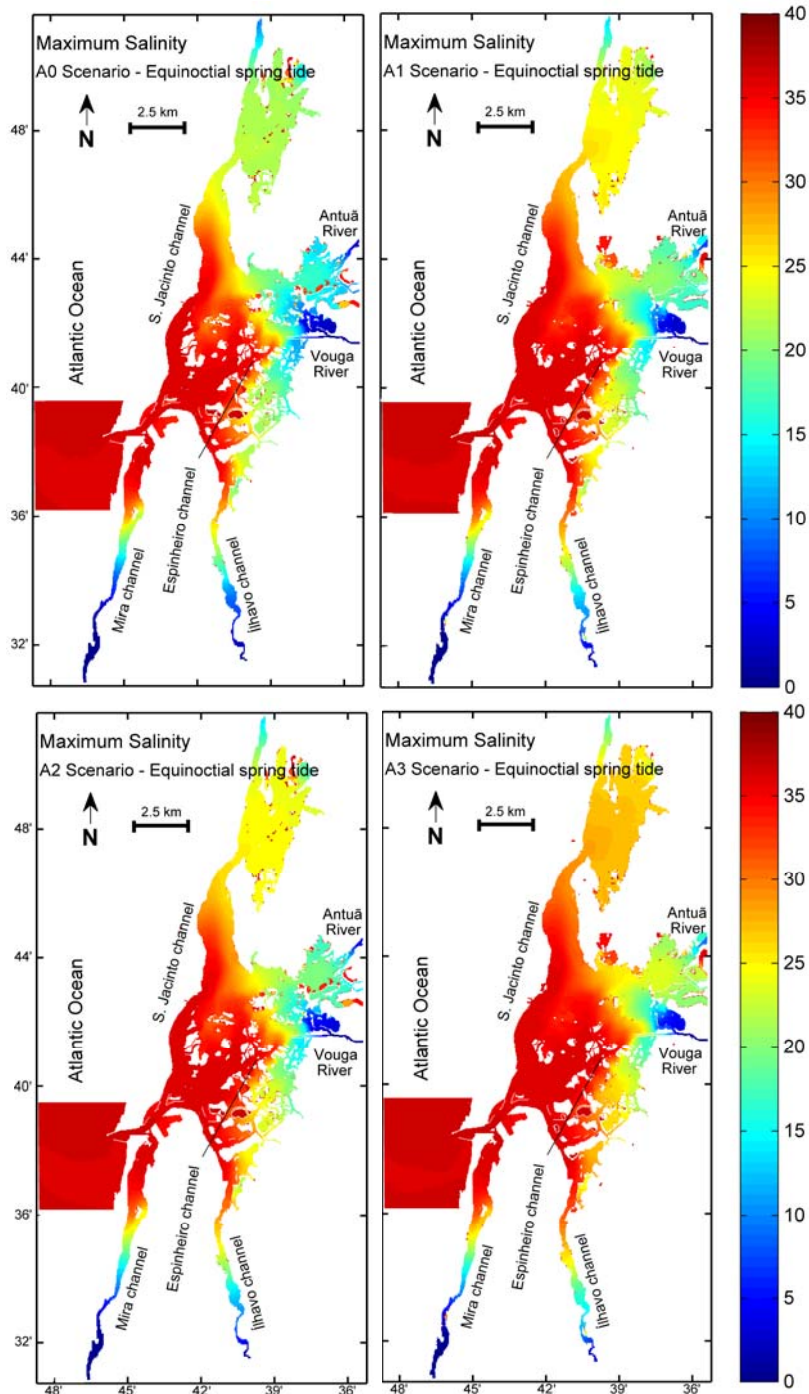 Maximum Salinity
A0 Scenario - Equinoctial spring tide
N
2.5 km
48'
44'
40'
36'
32'
Atlantic Ocean
S. Jacinto channel
Antuã
River
Vouga
River
Espinheiro channel
Mira channel
Ílhavo channel
Maximum Salinity
A1 Scenario - Equinoctial spring tide
N
2.5 km
Atlantic Ocean
S. Jacinto channel
Antuã
River
Vouga
River
Espinheiro channel
Mira channel
Ílhavo channel
40
35
30
25
20
15
10
5
0
Maximum Salinity
A2 Scenario - Equinoctial spring tide
N
2.5 km
48'
44'
40'
36'
32'
Atlantic Ocean
S. Jacinto channel
Antuã
River
Vouga
River
Espinheiro channel
Mira channel
Ílhavo channel
48'
45'
42'
39'
36'
Maximum Salinity
A3 Scenario - Equinoctial spring tide
N
2.5 km
Atlantic Ocean
S. Jacinto channel
Antuã
River
Vouga
River
Espinheiro channel
Mira channel
Ílhavo channel
48'
45'
42'
39'
36'
40
35
30
25
20
15
10
5
0